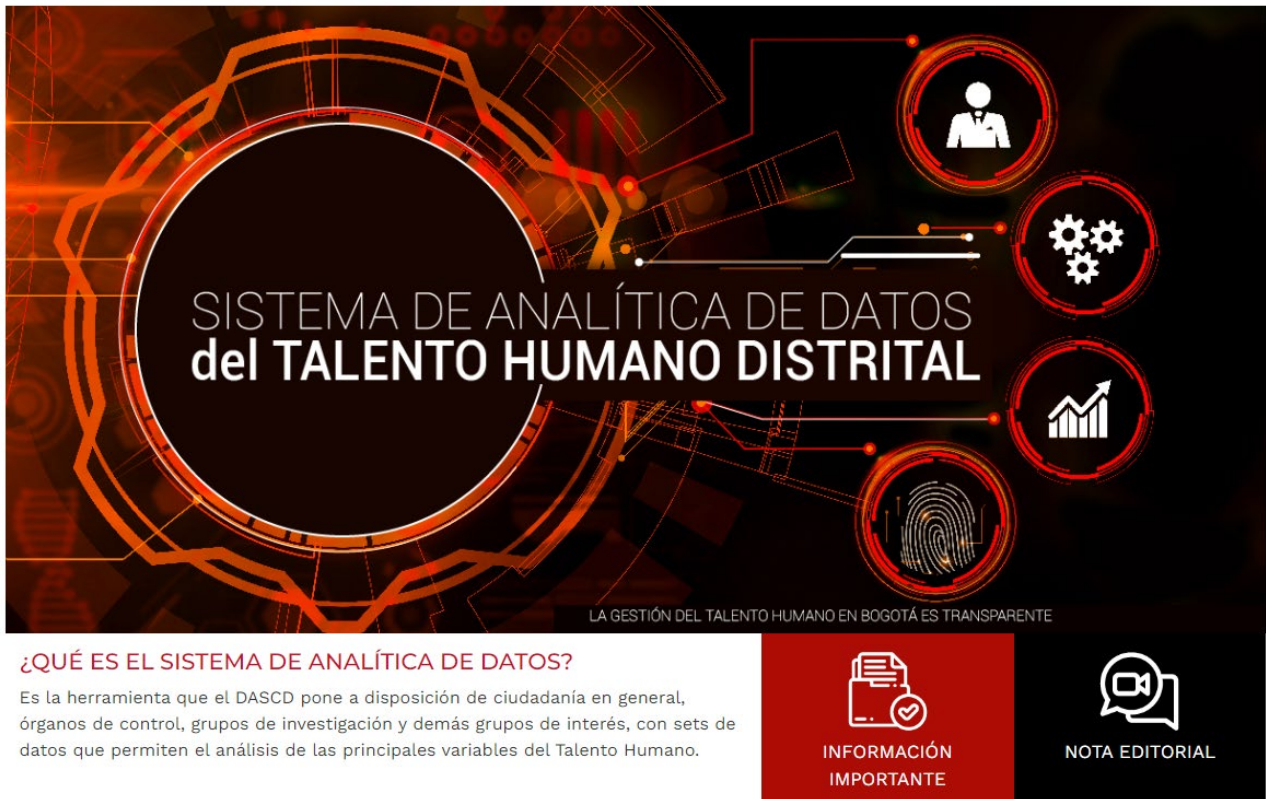 SISTEMA DE ANALÍTICA DE DATOS
del TALENTO HUMANO DISTRITAL
LA GESTIÓN DEL TALENTO HUMANO EN BOGOTÁ ES TRANSPARENTE
¿QUÉ ES EL SISTEMA DE ANALÍTICA DE DATOS?
Es la herramienta que el DASCD pone a disposición de ciudadanía en general,
órganos de control, grupos de investigación y demás grupos de interés, con sets de
datos que permiten el análisis de las principales variables del Talento Humano.
INFORMACIÓN
IMPORTANTE
NOTA EDITORIAL